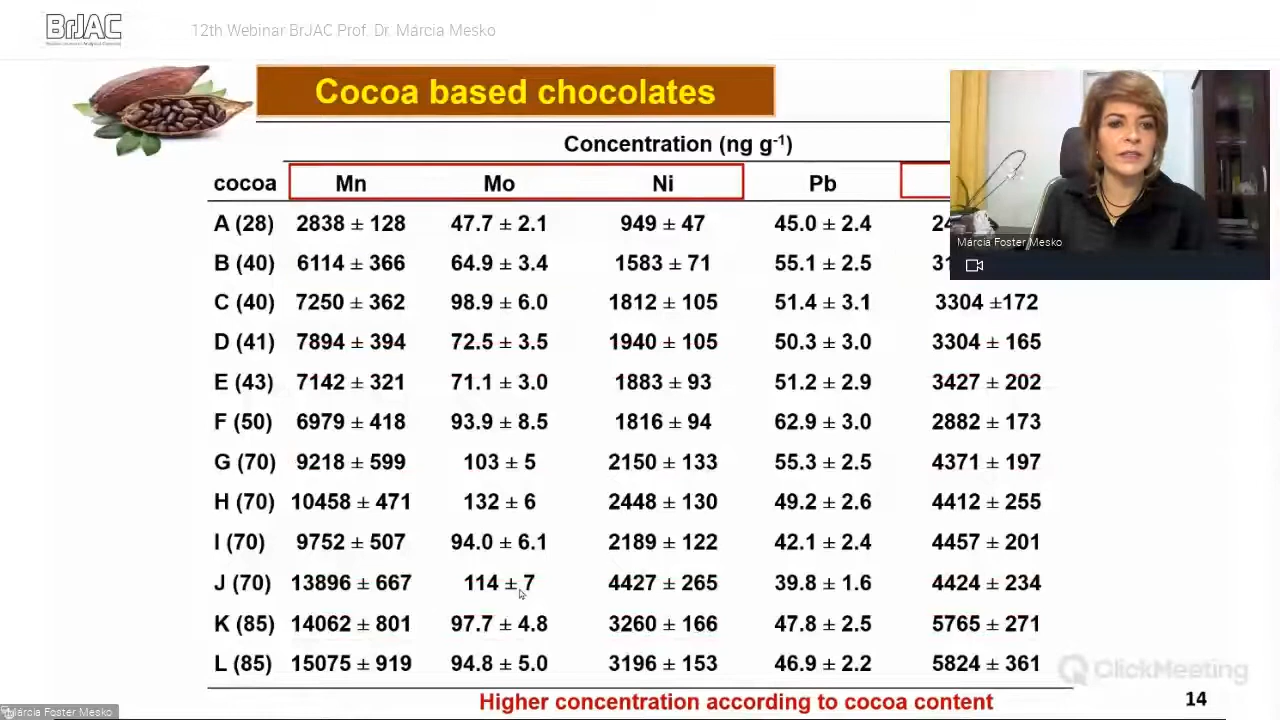 BrJAC
12th Webinar BrJAC Prof. Dr. Márcia Mesko
Cocoa based chocolates
Concentration (ng g-1)
cocoa Mn Mo Ni Pb
A (28) 2838 ± 128 47.7 ± 2.1 949 ± 47 45.0 ± 2.4
B (40) 6114 ± 366 64.9 ± 3.4 1583 ± 71 55.1 ± 2.5
C (40) 7250 ± 362 98.9 ± 6.0 1812 ± 105 51.4 ± 3.1 3304 ±172
D (41) 7894 ± 394 72.5 ± 3.5 1940 ± 105 50.3 ± 3.0 3304 ± 165
E (43) 7142 ± 321 71.1 ± 3.0 1883 ± 93 51.2 ± 2.9 3427 ± 202
F (50) 6979 ± 418 93.9 ± 8.5 1816 ± 94 62.9 ± 3.0 2882 ± 173
G (70) 9218 ± 599 103 ± 5 2150 ± 133 55.3 ± 2.5 4371 ± 197
H (70) 10458 ± 471 132 ± 6 2448 ± 130 49.2 ± 2.6 4412 ± 255
I (70) 9752 ± 507 94.0 ± 6.1 2189 ± 122 42.1 ± 2.4 4457 ± 201
J (70) 13896 ± 667 114 ± 7 4427 ± 265 39.8 ± 1.6 4424 ± 234
K (85) 14062 ± 801 97.7 ± 4.8 3260 ± 166 47.8 ± 2.5 5765 ± 271
L (85) 15075 ± 919 94.8 ± 5.0 3196 ± 153 46.9 ± 2.2 5824 ± 361
Higher concentration according to cocoa content
14
Márcia Foster Mesko
ClickMeeting
Márcia Foster Mesko